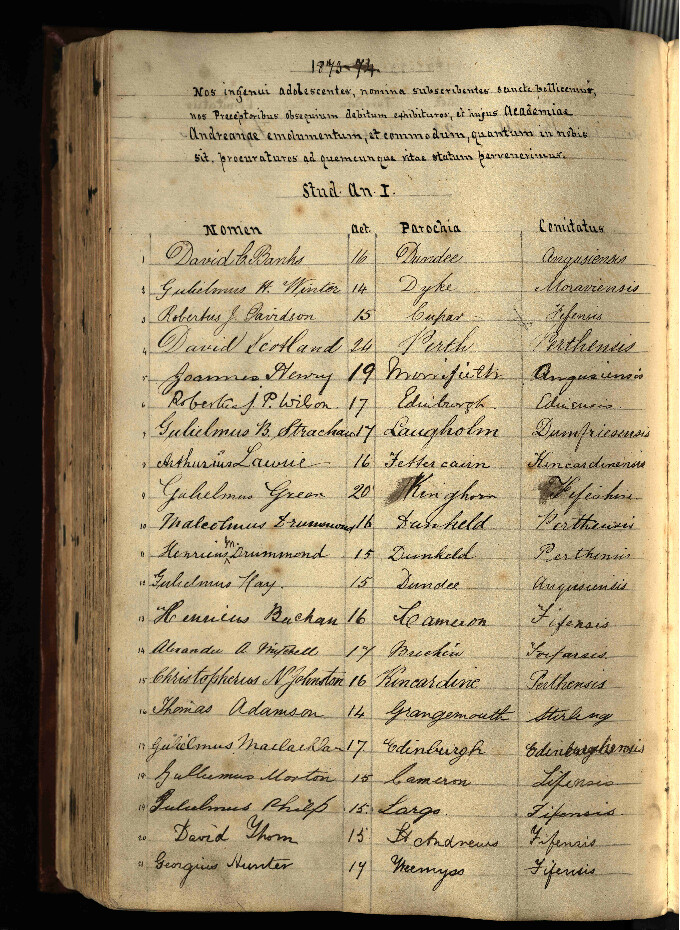 1873-74.
Nos ingenui adolescentes, nomina subscribentes sancte pollicemur,
nos Preceptoribus obsequium debitum exhibituros, et hujus Academiae
Andreanae emolumentum, et commodum, quantum in nobis
sit, procuraturos ad quemcunque vitae statum pervenerimus.
Stud. An. I.
Nomen Aet. Parochia Comitatus
1 David Banks 16 Dundee Angusiensis
2 Gulielmus H. Winter 14 Dyke Moraviensis
3 Robertus J. Davidson 15 Cupar Fifensis
4 David Scotland 24 Perth Perthensis
5 Joannes Henry 19 Monifieth Angusiensis
6 Robertus J. P. Wilson 17 Edinburgh Edinensis
7 Gulielmus B. Strachan 17 Langholm Dumfriesensis
8 Arthurius Lawrie 16 Fettercairn Kincardinensis
9 Gulielmus Green 20 Kinghorn Fifeshire
10 Malcolmus Drummond 16 Dunkeld Perthensis
11 Henricus Wm Drummond 15 Dunkeld Perthensis
12 Gulielmus Kay. 15 Dundee Angusiensis
13 Henricus Buchan 16 Cameron Fifensis
14 Alexander A 17 Brechin
15 Christopherus N Johnston 16 Kincardine Perthensis
16 Thomas Adamson 14 Grangemouth Stirling
17 Gulielmus Maclachlan 17 Edinburgh Edinburghensis
18 Gulielmus Morton 15 Cameron Fifensis
19 Gulielmus Philp 15 Largo. Fifensis
20 David Thom 15 St Andrews Fifensis
21 Georgius Hunter 17 Wemyss Fifensis